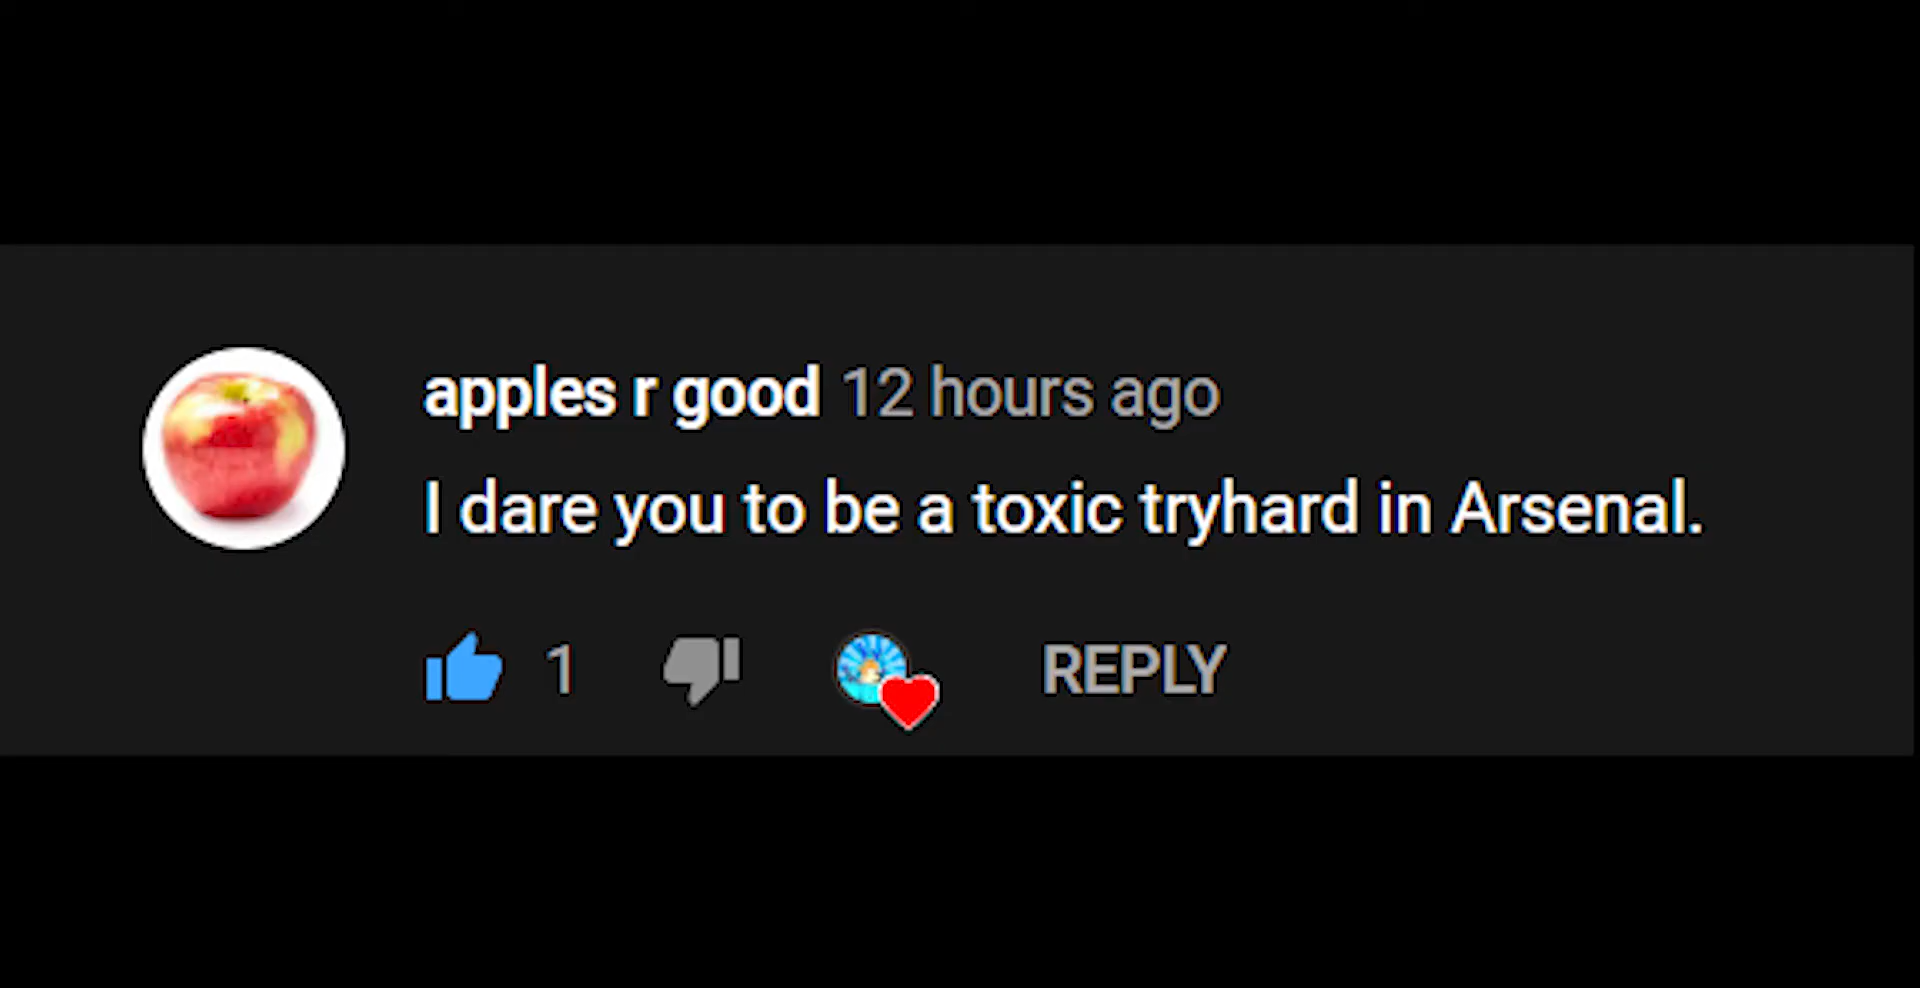 apples r good 12 hours ago
I dare you to be a toxic tryhard in Arsenal.
1 REPLY